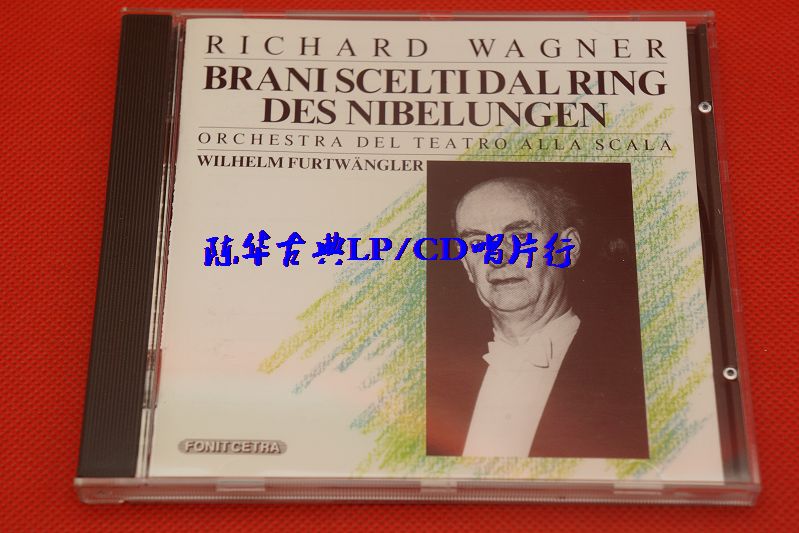 RICHARD WAGNER
BRANI SCELTI DAL RING
DES NIBELUNGEN
ORCHESTRA DEL TEATRO ALLA SCALA
WILHELM FURTWÄNGLER
陈华古典LP/CD唱片行
FONIT CETRA